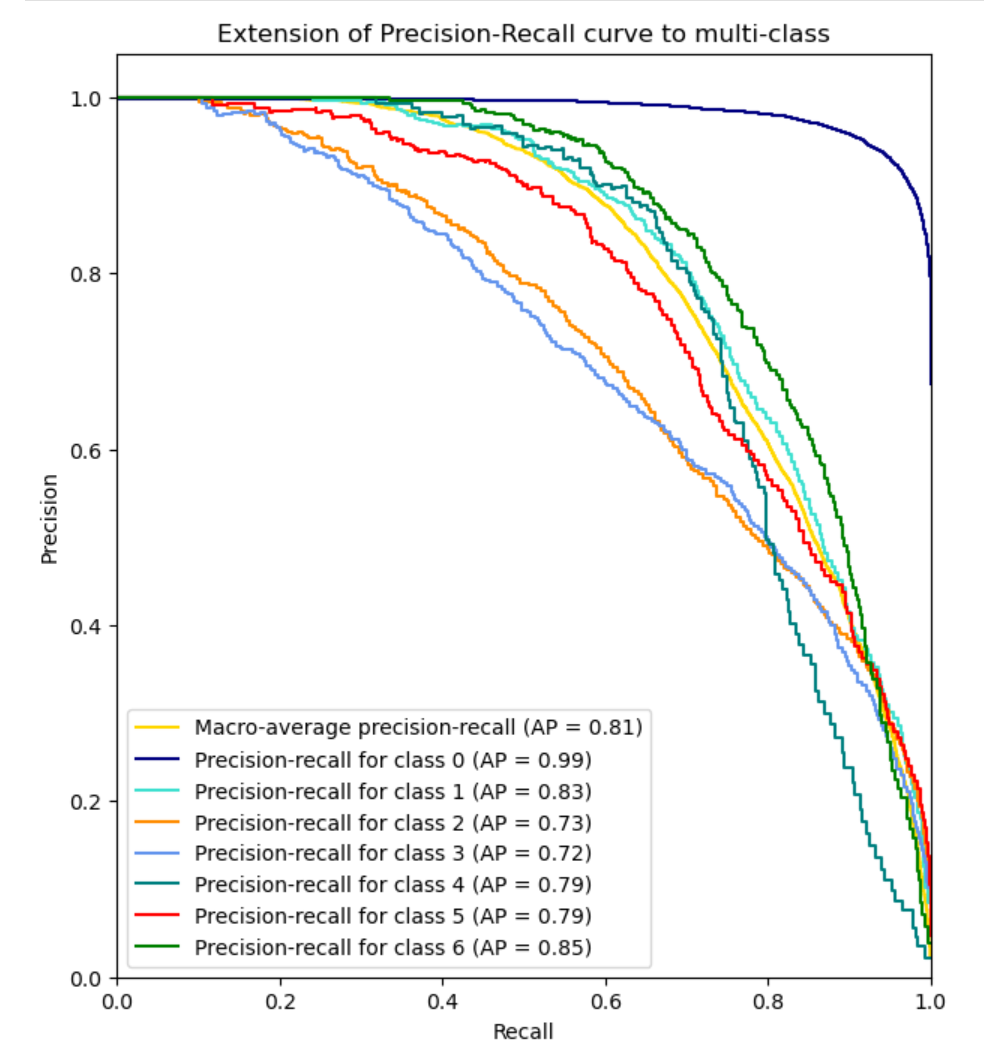 Extension of Precision-Recall curve to multi-class
1.0
0.8
0.6
0.4
0.2
0.0
Precision
Macro-average precision-recall (AP = 0.81)
Precision-recall for class 0 (AP = 0.99)
Precision-recall for class 1 (AP = 0.83)
Precision-recall for class 2 (AP = 0.73)
Precision-recall for class 3 (AP = 0.72)
Precision-recall for class 4 (AP = 0.79)
Precision-recall for class 5 (AP = 0.79)
Precision-recall for class 6 (AP = 0.85)
0.0 0.2 0.4 0.6 0.8 1.0
Recall